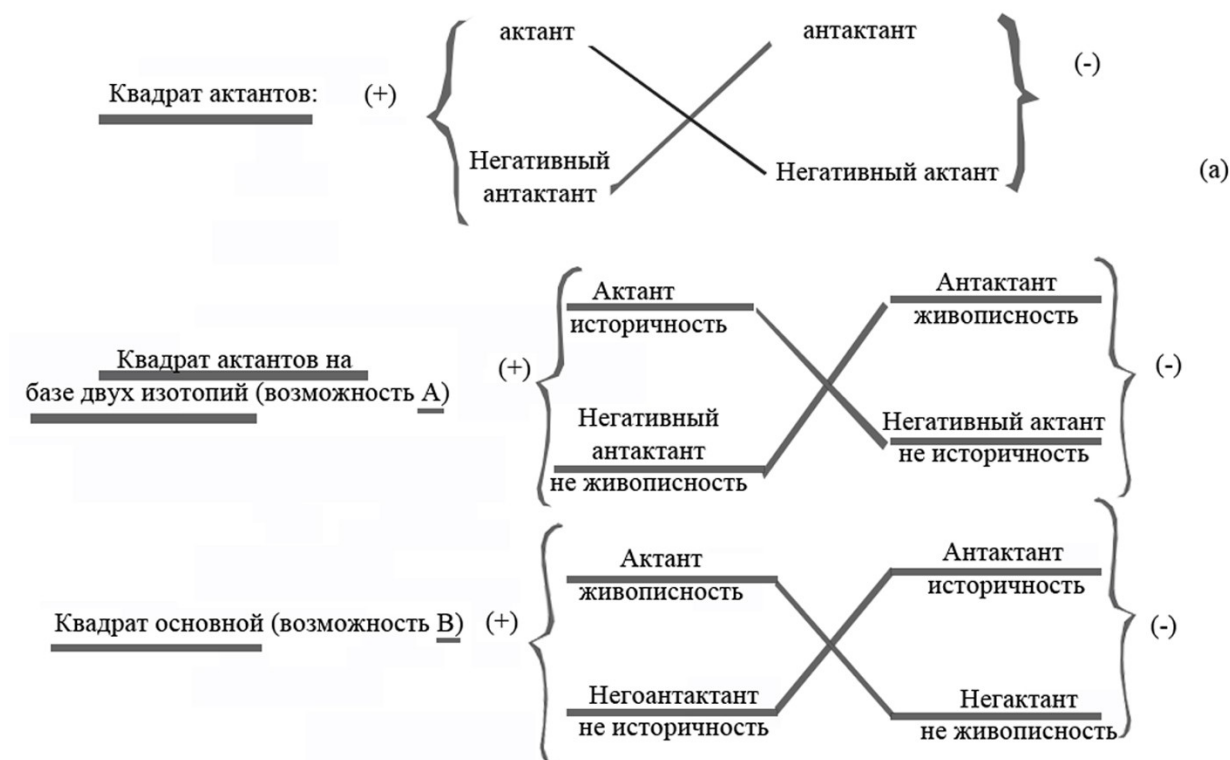 актант
антактант
Квадрат актантов:
(+)
(-)
Негативный
антактант
Негативный актант
(а)
Актант
историчность
Антактант
живописность
Квадрат актантов на
базе двух изотопий (возможность А)
(+)
(-)
Негативный
антактант
не живописность
Негативный актант
не историчность
Актант
живописность
Антактант
историчность
Квадрат основной (возможность В)
(+)
(-)
Негоантактант
не историчность
Негактант
не живописность